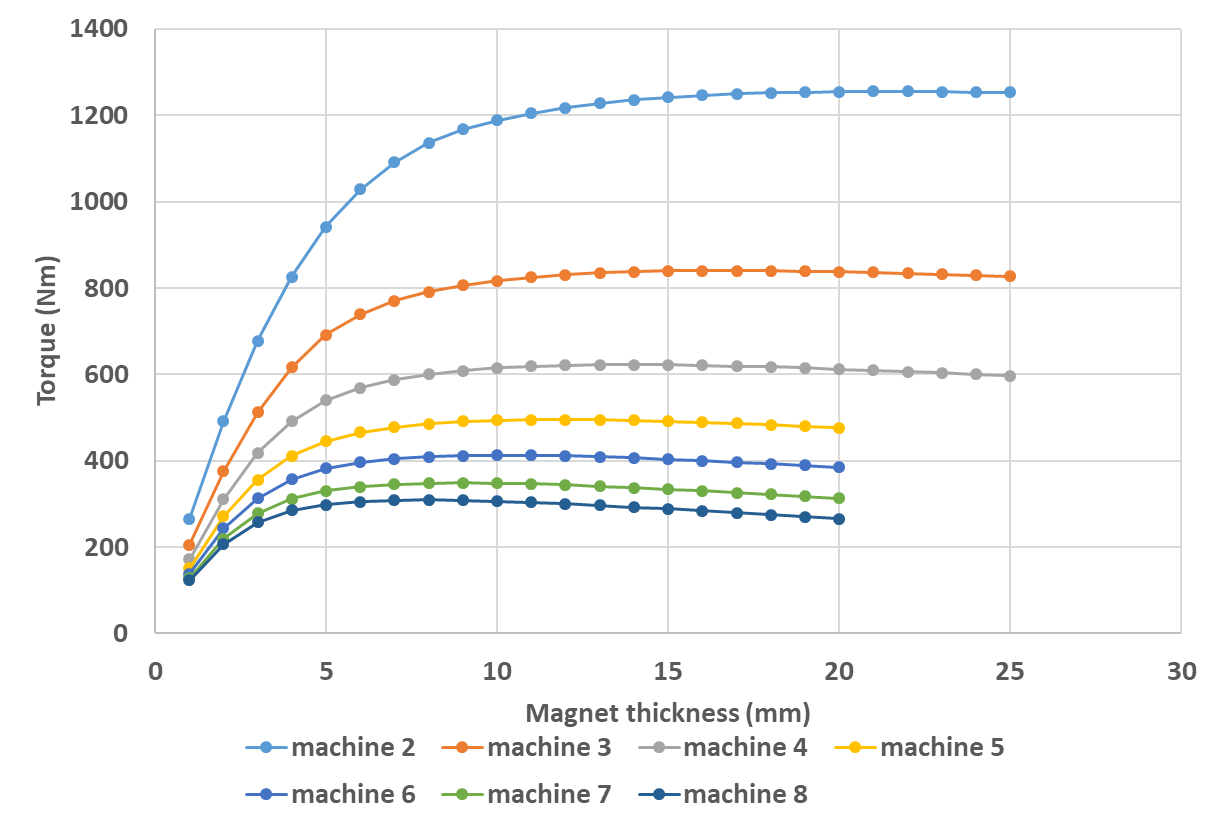 1400
1200
1000
800
600
400
200
0
Torque (Nm)
0 5 10 15 20 25 30
Magnet thickness (mm)
machine 2 machine 3 machine 4 machine 5
machine 6 machine 7 machine 8